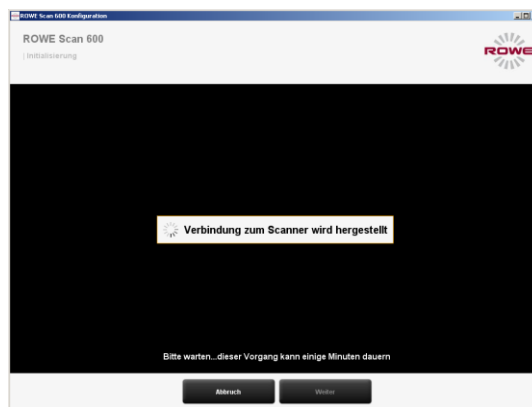 ROWE Scan 600 Konfiguration
ROWE Scan 600
| Initialisierung
ROWE
Verbindung zum Scanner wird hergestellt
Bitte warten...dieser Vorgang kann einige Minuten dauern
Abbruch
Weiter